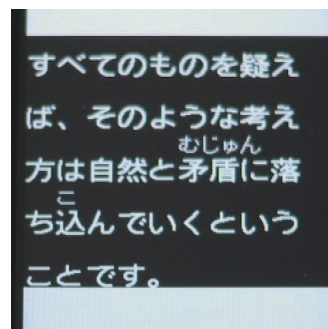 すべてのものを疑え
ば、そのような考え
むじゅん
方は自然と矛盾に落
こ
ち込んでいくという
ことです。